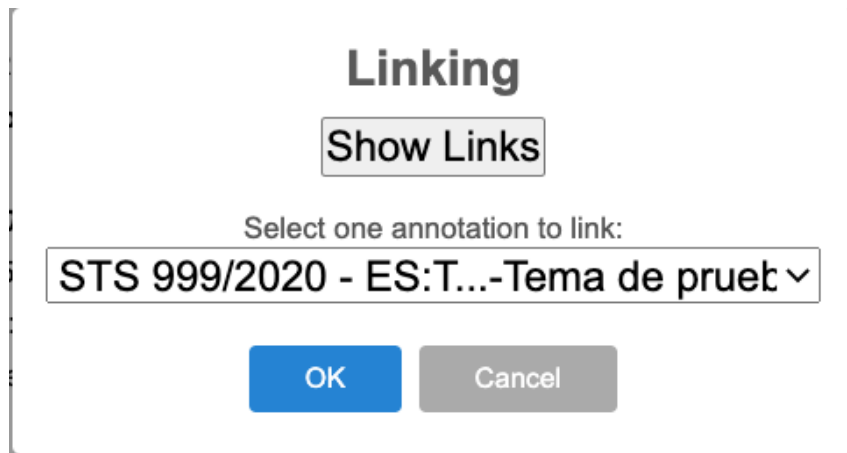 Linking
Show Links
Select one annotation to link:
STS 999/2020 - ES:T...-Tema de prueb
OK
Cancel